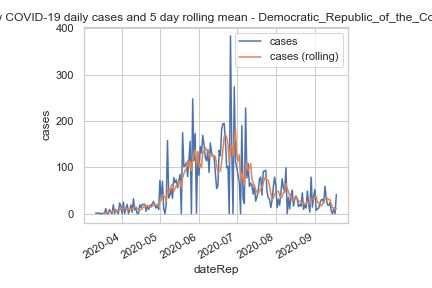 COVID-19 daily cases and 5 day rolling mean - Democratic_Republic_of_the_Co
cases
cases (rolling)
400
300
200
100
0
cases
2020-04
2020-05
2020-06
2020-07
2020-08
2020-09
dateRep